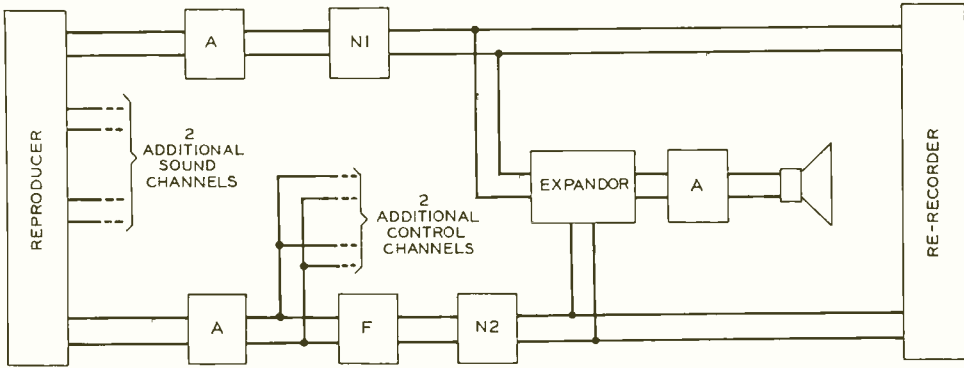 A
N1
REPRODUCER
2
ADDITIONAL
SOUND
CHANNELS
2
ADDITIONAL
CONTROL
CHANNELS
EXPANDOR
A
RE-RECORDER
A
F
N2